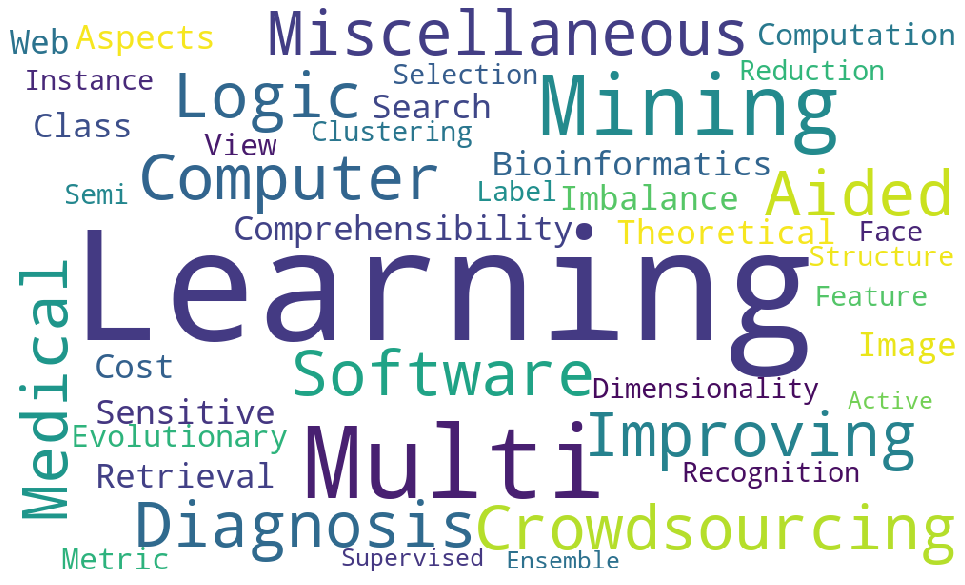 Miscellaneous
Web
Aspects
Computation
Instance
Logic
Selection
Search
Mining
Reduction
Class
View
Clustering
Computer
Bioinformatics
Semi
Label
Imbalance
Aided
Comprehensibility
Theoretical
Face
Learning
Structure
Medical
Feature
Image
Cost
Software
Dimensionality
Active
Sensitive
Evolutionary
Multi
Improving
Retrieval
Recognition
Diagnosis
Crowdsourcing
Metric
Supervised
Ensemble